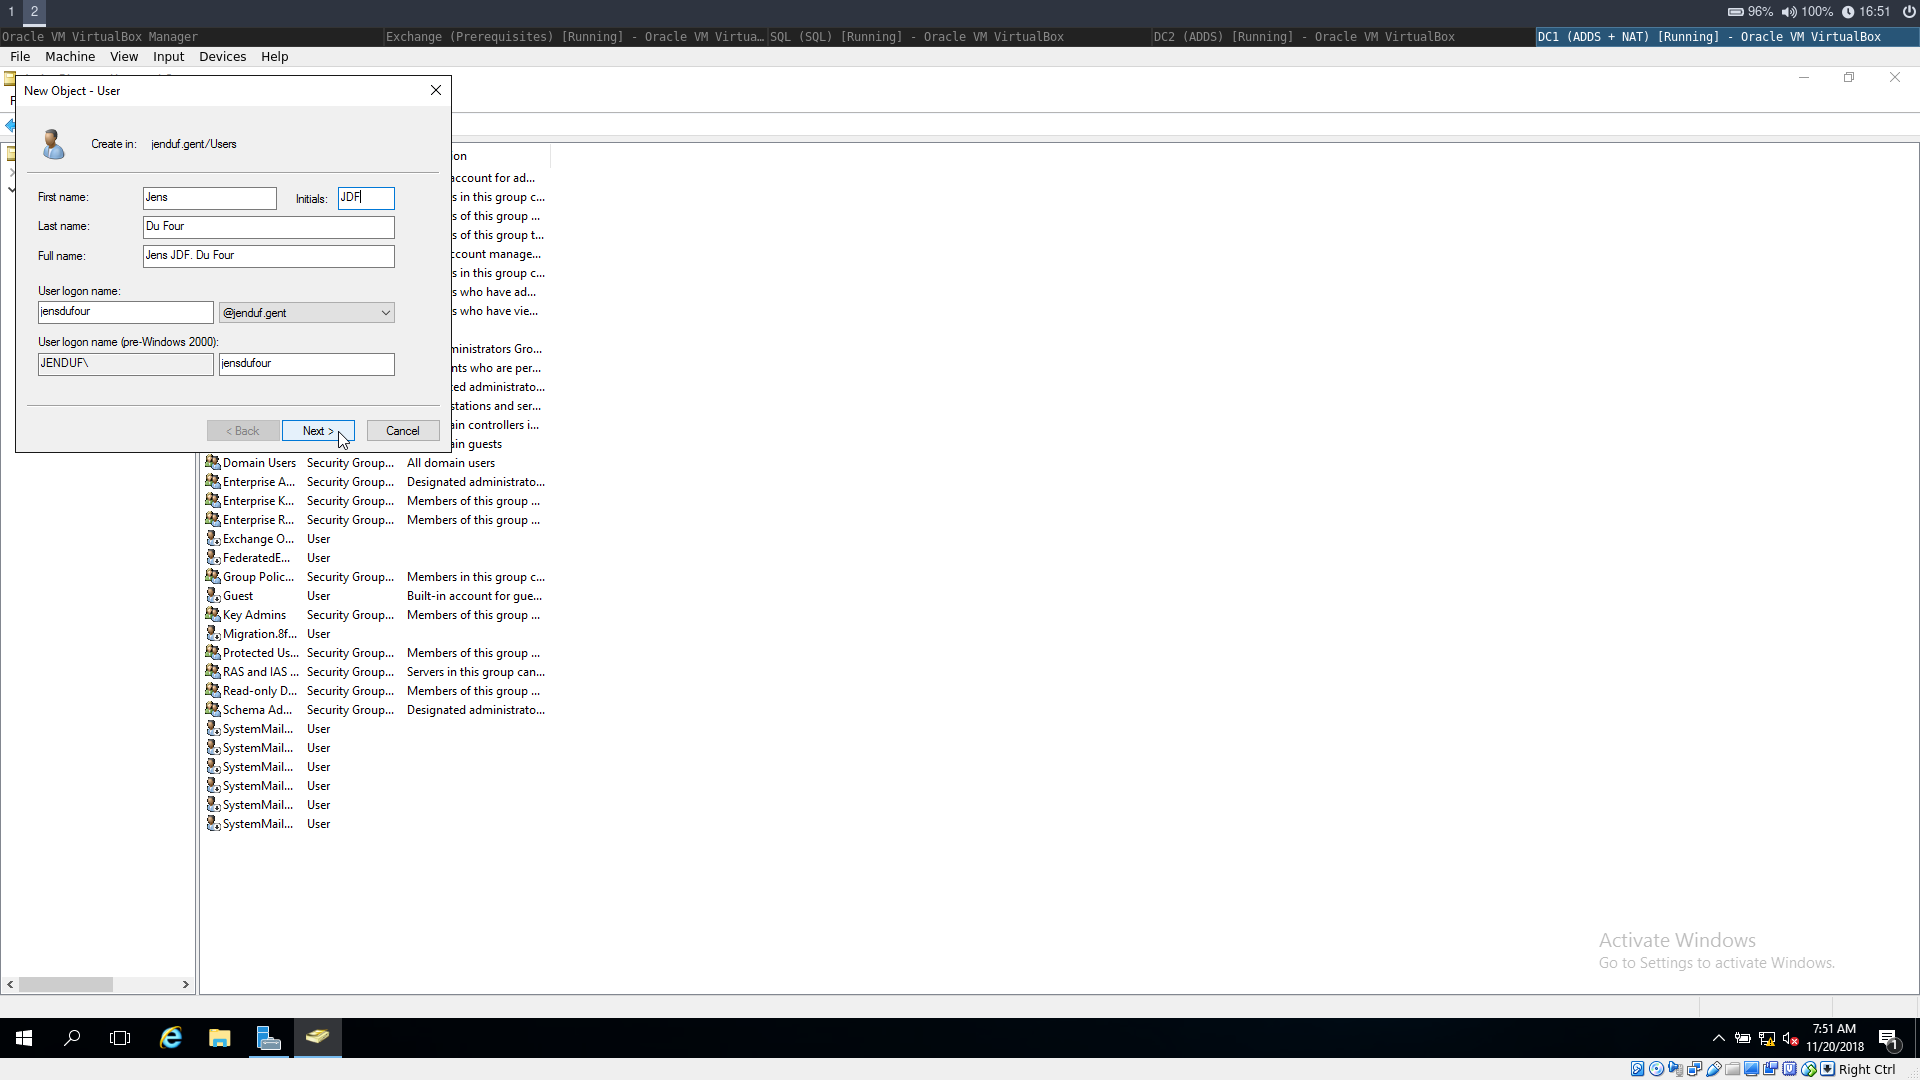 1 2 96% 100% 16:51
Oracle VM VirtualBox Manager Exchange (Prerequisites) [Running] - Oracle VM Virtua… SQL (SQL) [Running] - Oracle VM VirtualBox DC2 (ADDS) [Running] - Oracle VM VirtualBox DC1 (ADDS + NAT) [Running] - Oracle VM VirtualBox
File Machine View Input Devices Help
New Object - User
Create in: jenduf.gent/Users
First name: Jens Initials: JDF
Last name: Du Four
Full name: Jens JDF. Du Four
User logon name:
jensdufour @jenduf.gent
User logon name (pre-Windows 2000):
JENDUF\ jensdufour
< Back Next > Cancel
ion
account for ad...
s in this group c...
s of this group ...
s of this group t...
ccount manage...
s in this group c...
s who have ad...
s who have vie...
ministrators Gro...
nts who are per...
ted administrato...
stations and ser...
ain controllers i...
ain guests
Domain Users Security Group... All domain users
Enterprise A... Security Group... Designated administrato...
Enterprise K... Security Group... Members of this group ...
Enterprise R... Security Group... Members of this group ...
Exchange O... User
FederatedE... User
Group Polic... Security Group... Members in this group c...
Guest User Built-in account for gue...
Key Admins Security Group... Members of this group ...
Migration.8f... User
Protected Us... Security Group... Members of this group ...
RAS and IAS ... Security Group... Servers in this group can...
Read-only D... Security Group... Members of this group ...
Schema Ad... Security Group... Designated administrato...
SystemMail... User
SystemMail... User
SystemMail... User
SystemMail... User
SystemMail... User
SystemMail... User
Activate Windows
Go to Settings to activate Windows.
7:51 AM
11/20/2018
1
Right Ctrl